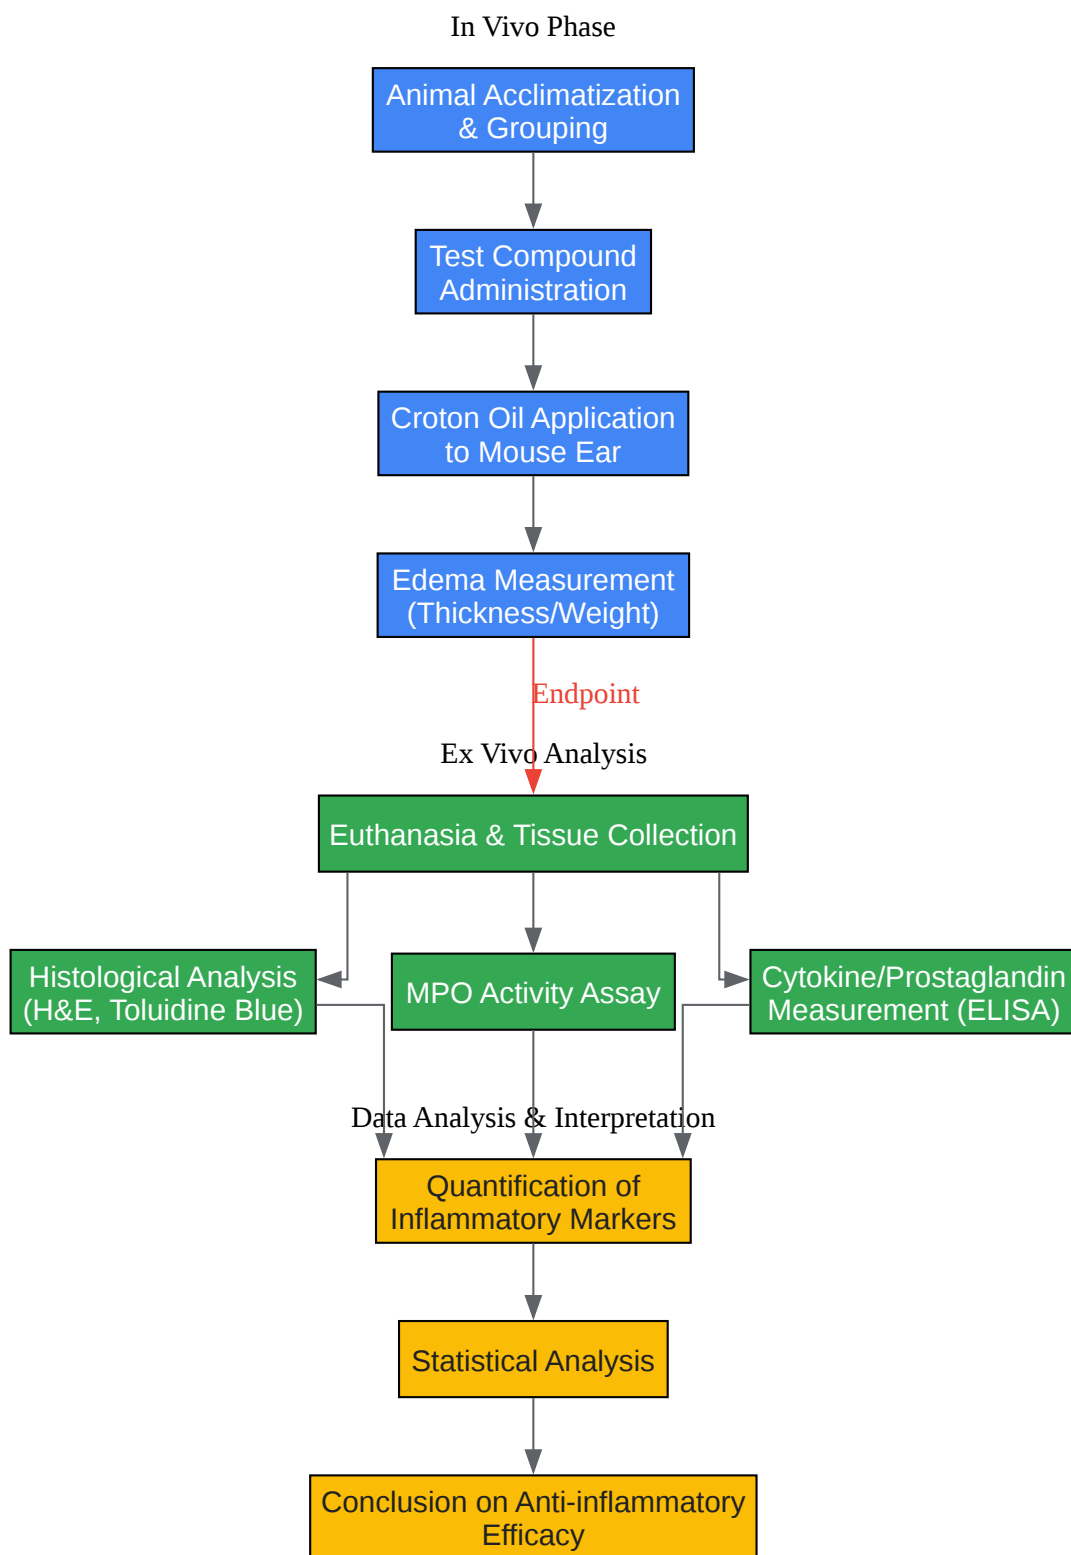 In Vivo Phase
Animal Acclimatization
& Grouping
Test Compound
Administration
Croton Oil Application
to Mouse Ear
Edema Measurement
(Thickness/Weight)
Endpoint
Ex Vivo Analysis
Euthanasia & Tissue Collection
Histological Analysis
(H&E, Toluidine Blue)
MPO Activity Assay
Cytokine/Prostaglandin
Measurement (ELISA)
Data Analysis & Interpretation
Quantification of
Inflammatory Markers
Statistical Analysis
Conclusion on Anti-inflammatory
Efficacy